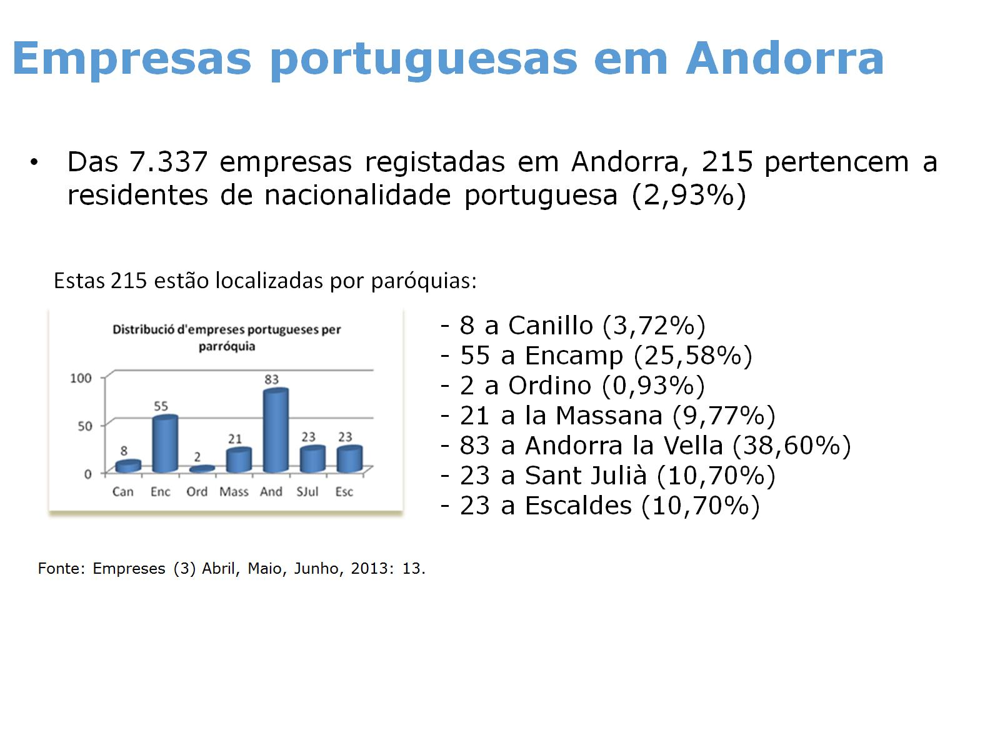 Empresas portuguesas em Andorra
• Das 7.337 empresas registadas em Andorra, 215 pertencem a
residentes de nacionalidade portuguesa (2,93%)
Estas 215 estão localizadas por paróquias:
Distribució d'empreses portugueses per
parróquia
100
50
0
8
55
2
21
83
23
23
Can Enc Ord Mass And SJul Esc
- 8 a Canillo (3,72%)
- 55 a Encamp (25,58%)
- 2 a Ordino (0,93%)
- 21 a la Massana (9,77%)
- 83 a Andorra la Vella (38,60%)
- 23 a Sant Julià (10,70%)
- 23 a Escaldes (10,70%)
Fonte: Empreses (3) Abril, Maio, Junho, 2013: 13.